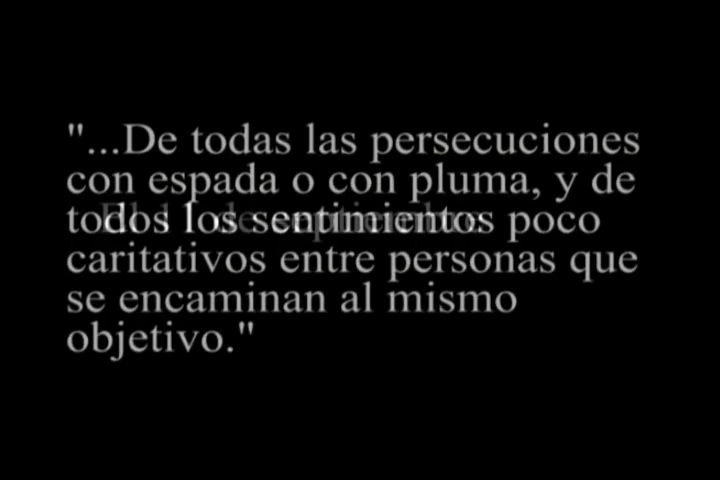 "...De todas las persecuciones
con espada o con pluma, y de
todos los sentimientos poco
caritativos entre personas que
se encaminan al mismo
objetivo."